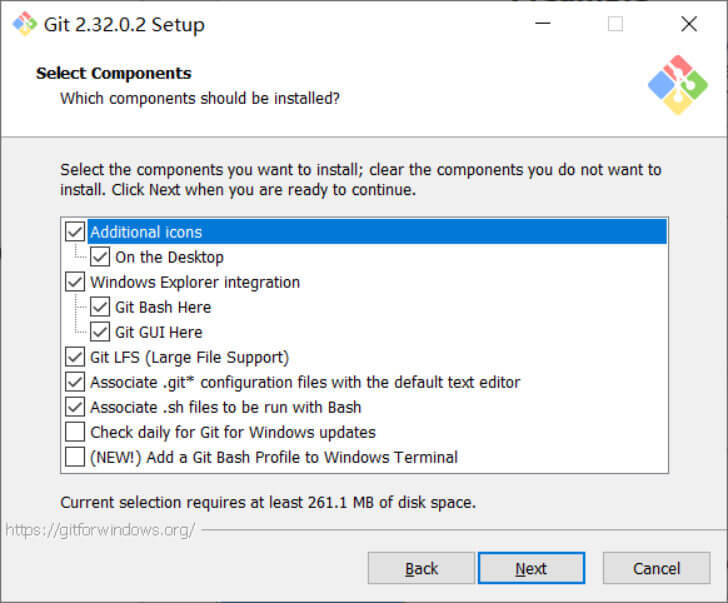 Git 2.32.0.2 Setup
Select Components
Which components should be installed?
Select the components you want to install; clear the components you do not want to
install. Click Next when you are ready to continue.
Additional icons
On the Desktop
Windows Explorer integration
Git Bash Here
Git GUI Here
Git LFS (Large File Support)
Associate .git* configuration files with the default text editor
Associate .sh files to be run with Bash
Check daily for Git for Windows updates
(NEW!) Add a Git Bash Profile to Windows Terminal
Current selection requires at least 261.1 MB of disk space.
https://gitforwindows.org/
Back
Next
Cancel